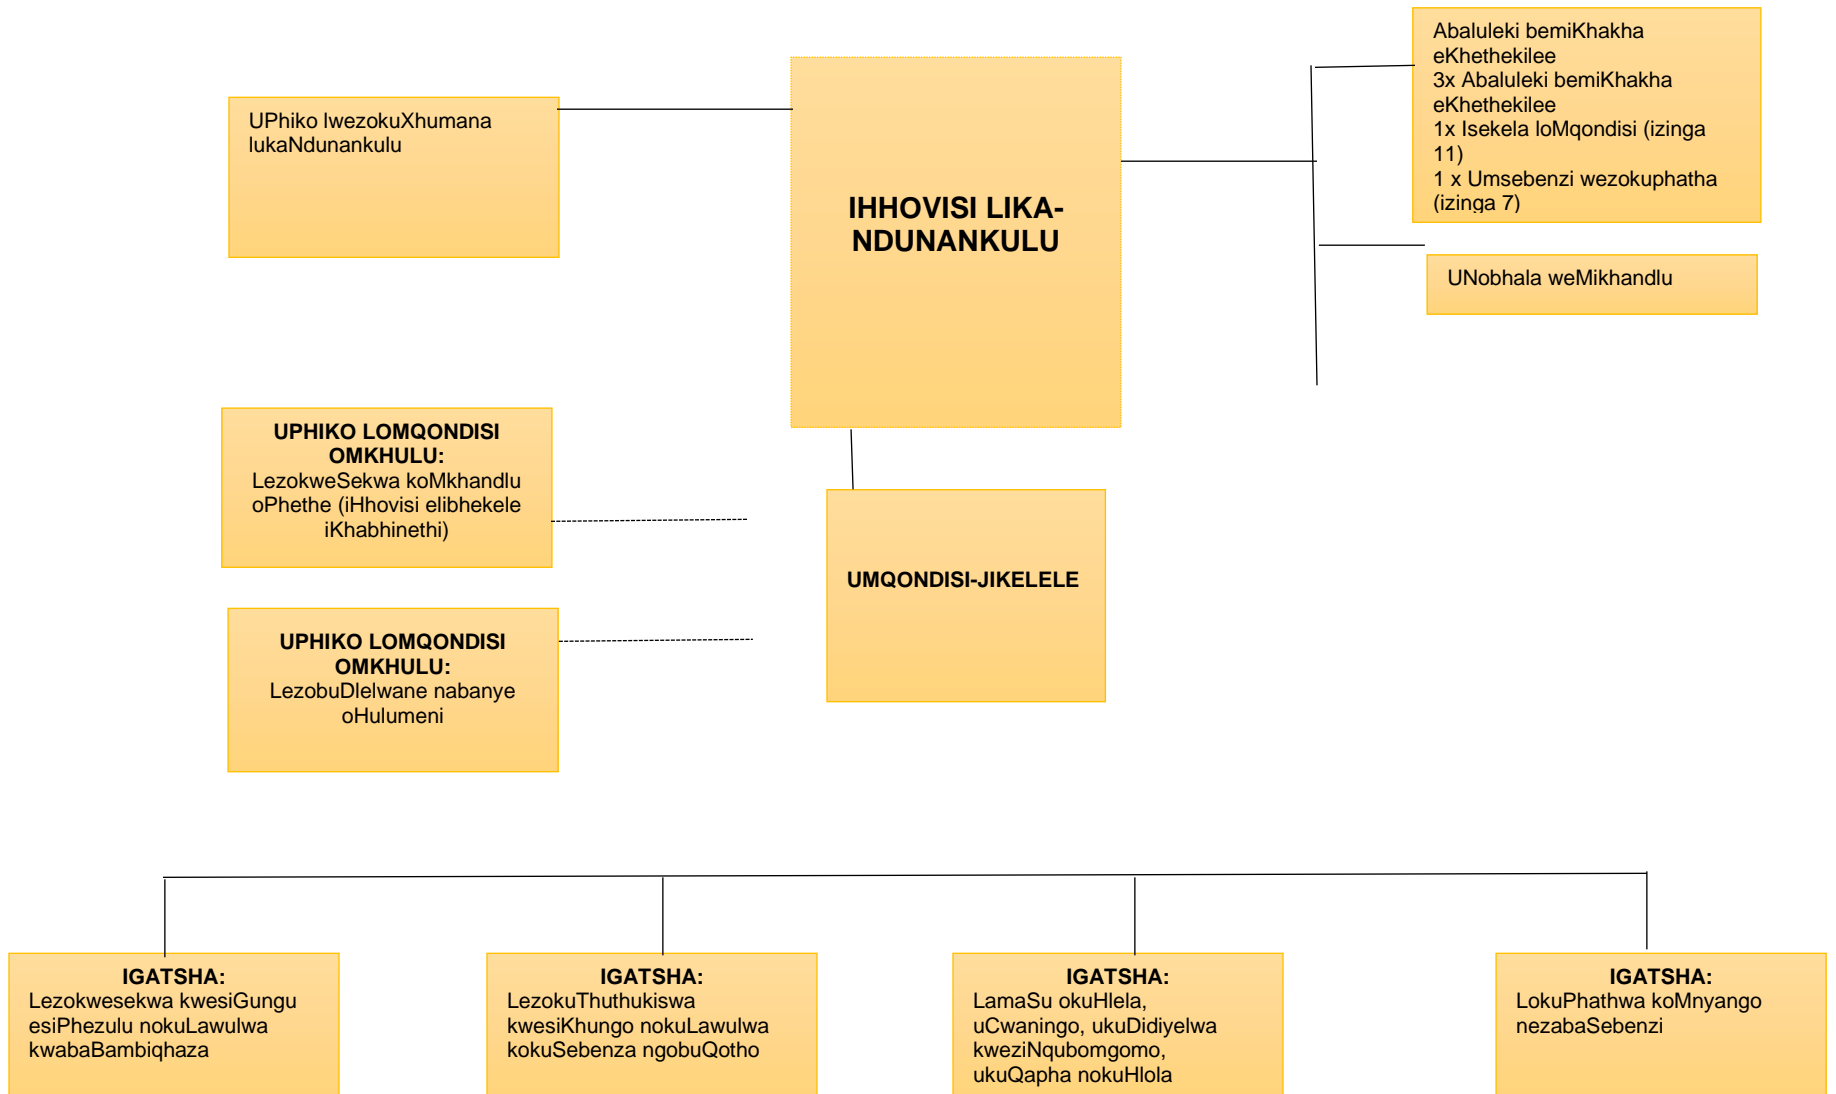 Abaluleki bemiKhakha
eKhethekilee
3x Abaluleki bemiKhakha
eKhethekilee
1x Isekela loMqondisi (izinga
11)
1 x Umsebenzi wezokuphatha
(izinga 7)
UPhiko lwezokuXhumana
lukaNdunankulu
IHHOVISI LIKA-
NDUNANKULU
UNobhala weMikhandlu
UPHIKO LOMQONDISI
OMKHULU:
LezokweSekwa koMkhandlu
oPhethe (iHhovisi elibhekele
iKhabhinethi)
UMQONDISI-JIKELELE
UPHIKO LOMQONDISI
OMKHULU:
LezobuDlelwane nabanye
oHulumeni
IGATSHA:
Lezokwesekwa kwesiGungu
esiPhezulu nokuLawulwa
kwabaBambiqhaza
IGATSHA:
LezokuThuthukiswa
kwesiKhungo nokuLawulwa
kokuSebenza ngobuQotho
IGATSHA:
LamaSu okuHlela,
uCwaningo, ukuDidiyelwa
kweziNqubomgomo,
ukuQapha nokuHlola
IGATSHA:
LokuPhathwa koMnyango
nezabaSebenzi